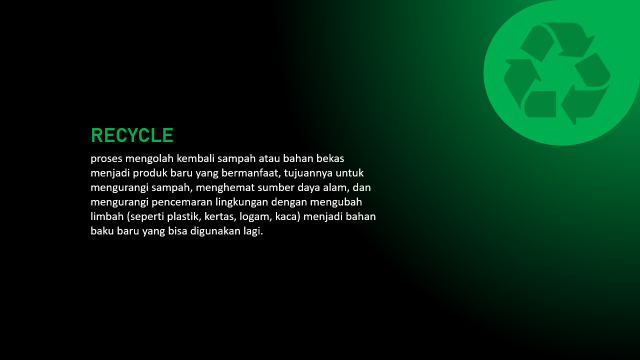 RECYCLE
proses mengolah kembali sampah atau bahan bekas
menjadi produk baru yang bermanfaat, tujuannya untuk
mengurangi sampah, menghemat sumber daya alam, dan
mengurangi pencemaran lingkungan dengan mengubah
limbah (seperti plastik, kertas, logam, kaca) menjadi bahan
baku baru yang bisa digunakan lagi.